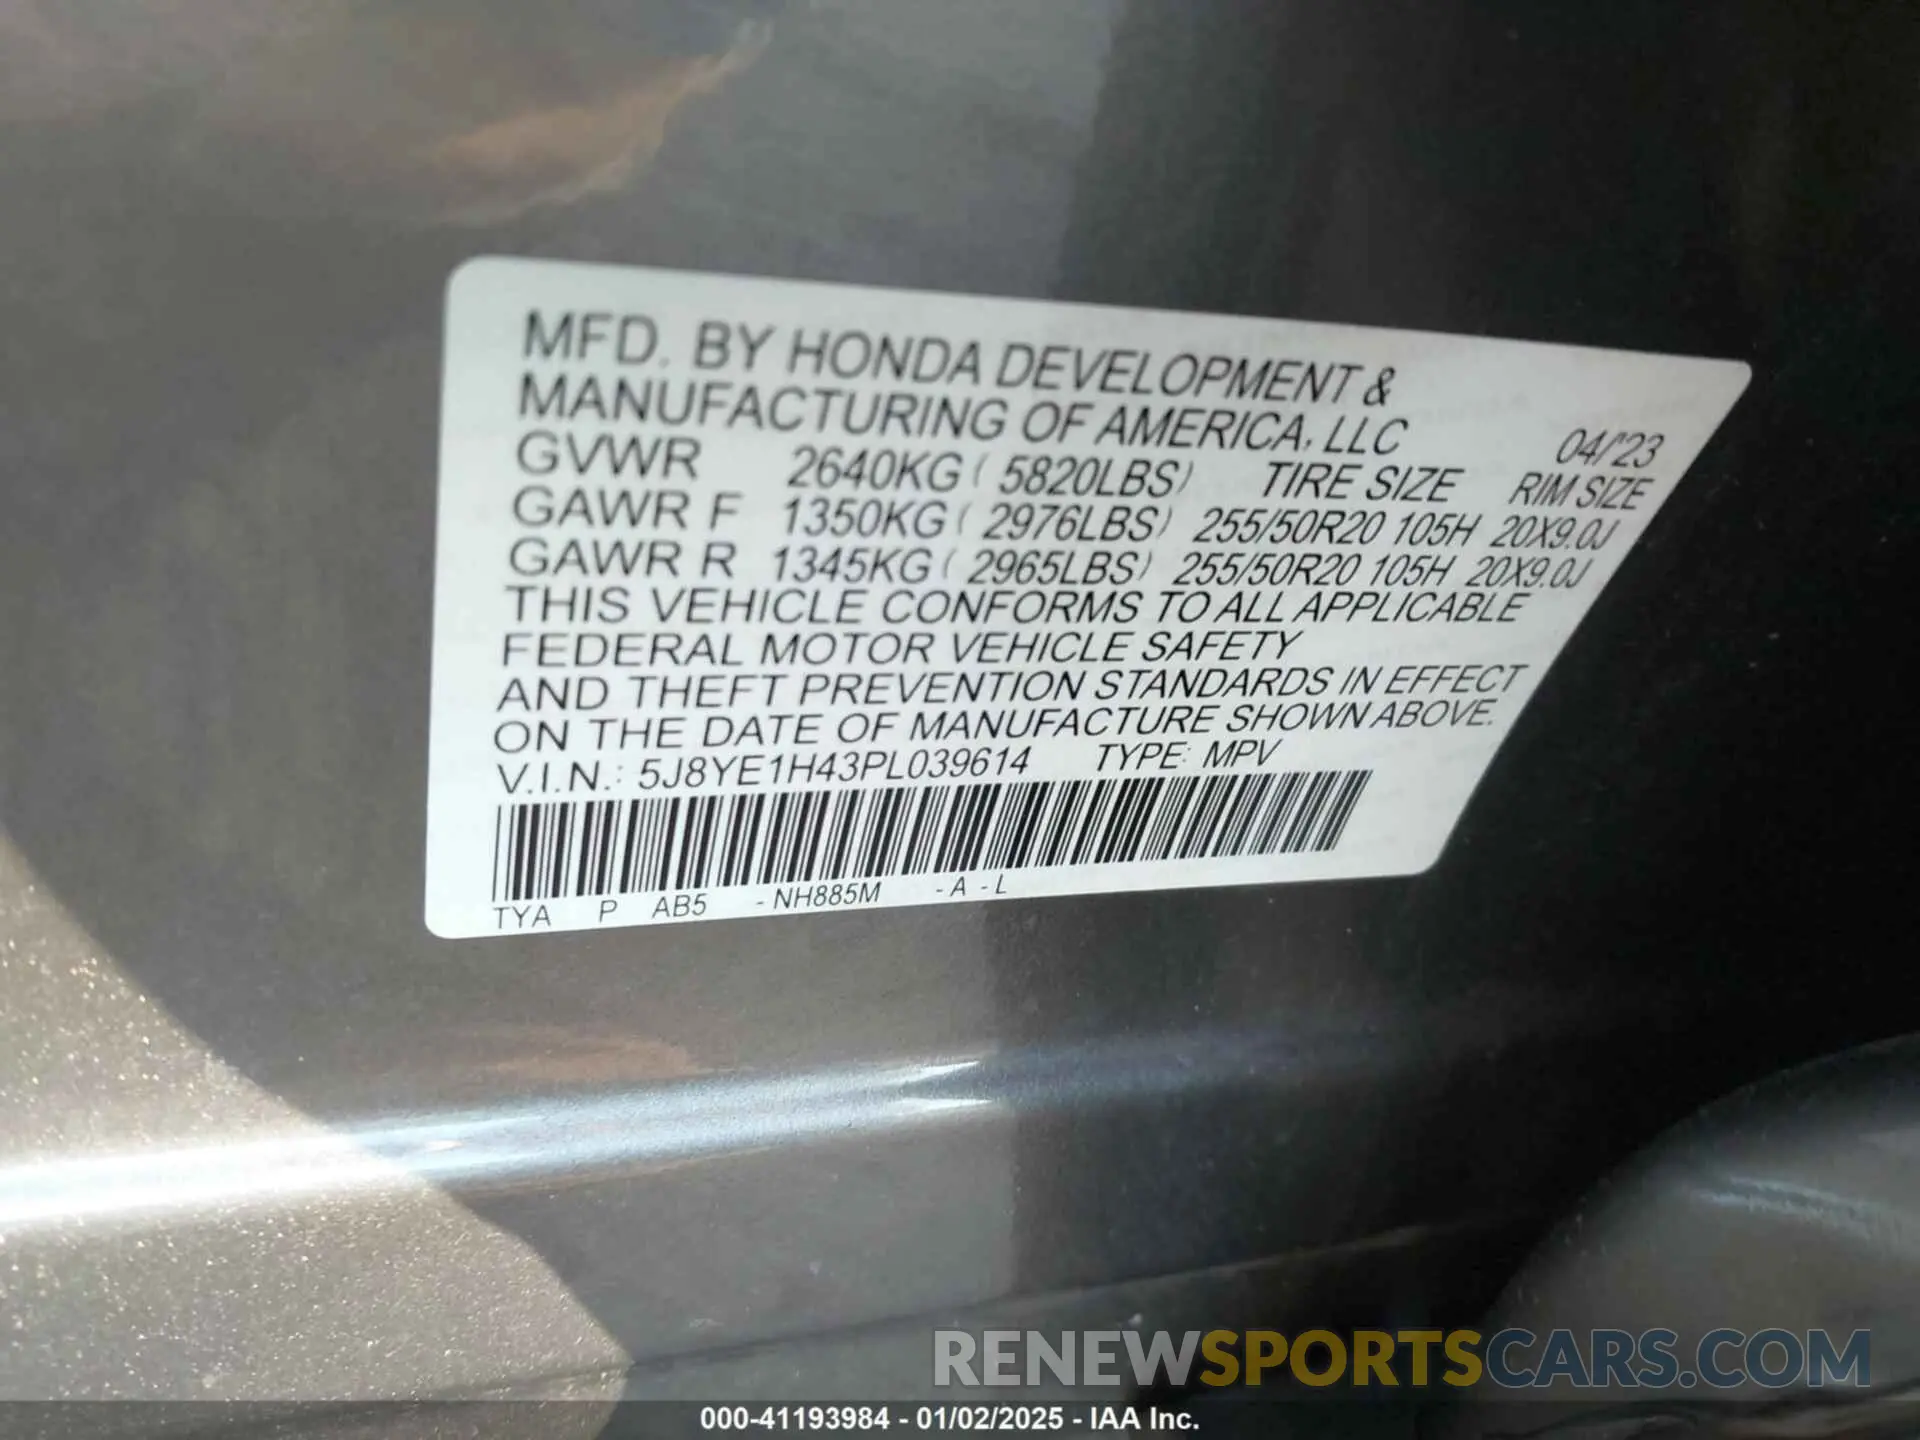 MFD. BY HONDA DEVELOPMENT &
MANUFACTURING OF AMERICA, LLC 04/'23
GVWR 2640KG ( 5820LBS) TIRE SIZE RIM SIZE
GAWR F 1350KG ( 2976LBS) 255/50R20 105H 20X9.0J
GAWR R 1345KG ( 2965LBS) 255/50R20 105H 20X9.0J
THIS VEHICLE CONFORMS TO ALL APPLICABLE
FEDERAL MOTOR VEHICLE SAFETY
AND THEFT PREVENTION STANDARDS IN EFFECT
ON THE DATE OF MANUFACTURE SHOWN ABOVE.
V.I.N.: 5J8YE1H43PL039614 TYPE: MPV
TYA P AB5 - NH885M - A - L
RENEWSPORTSCARS.COM
000-41193984 - 01/02/2025 - IAA Inc.